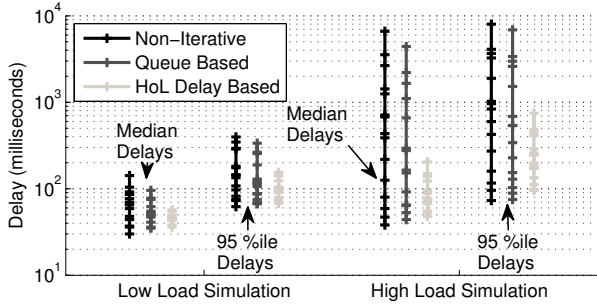 10^4
10^3
10^2
10^1
Delay (milliseconds)
Non-Iterative
Queue Based
HoL Delay Based
Median
Delays
95 %ile
Delays
Median
Delays
95 %ile
Delays
Low Load Simulation
High Load Simulation